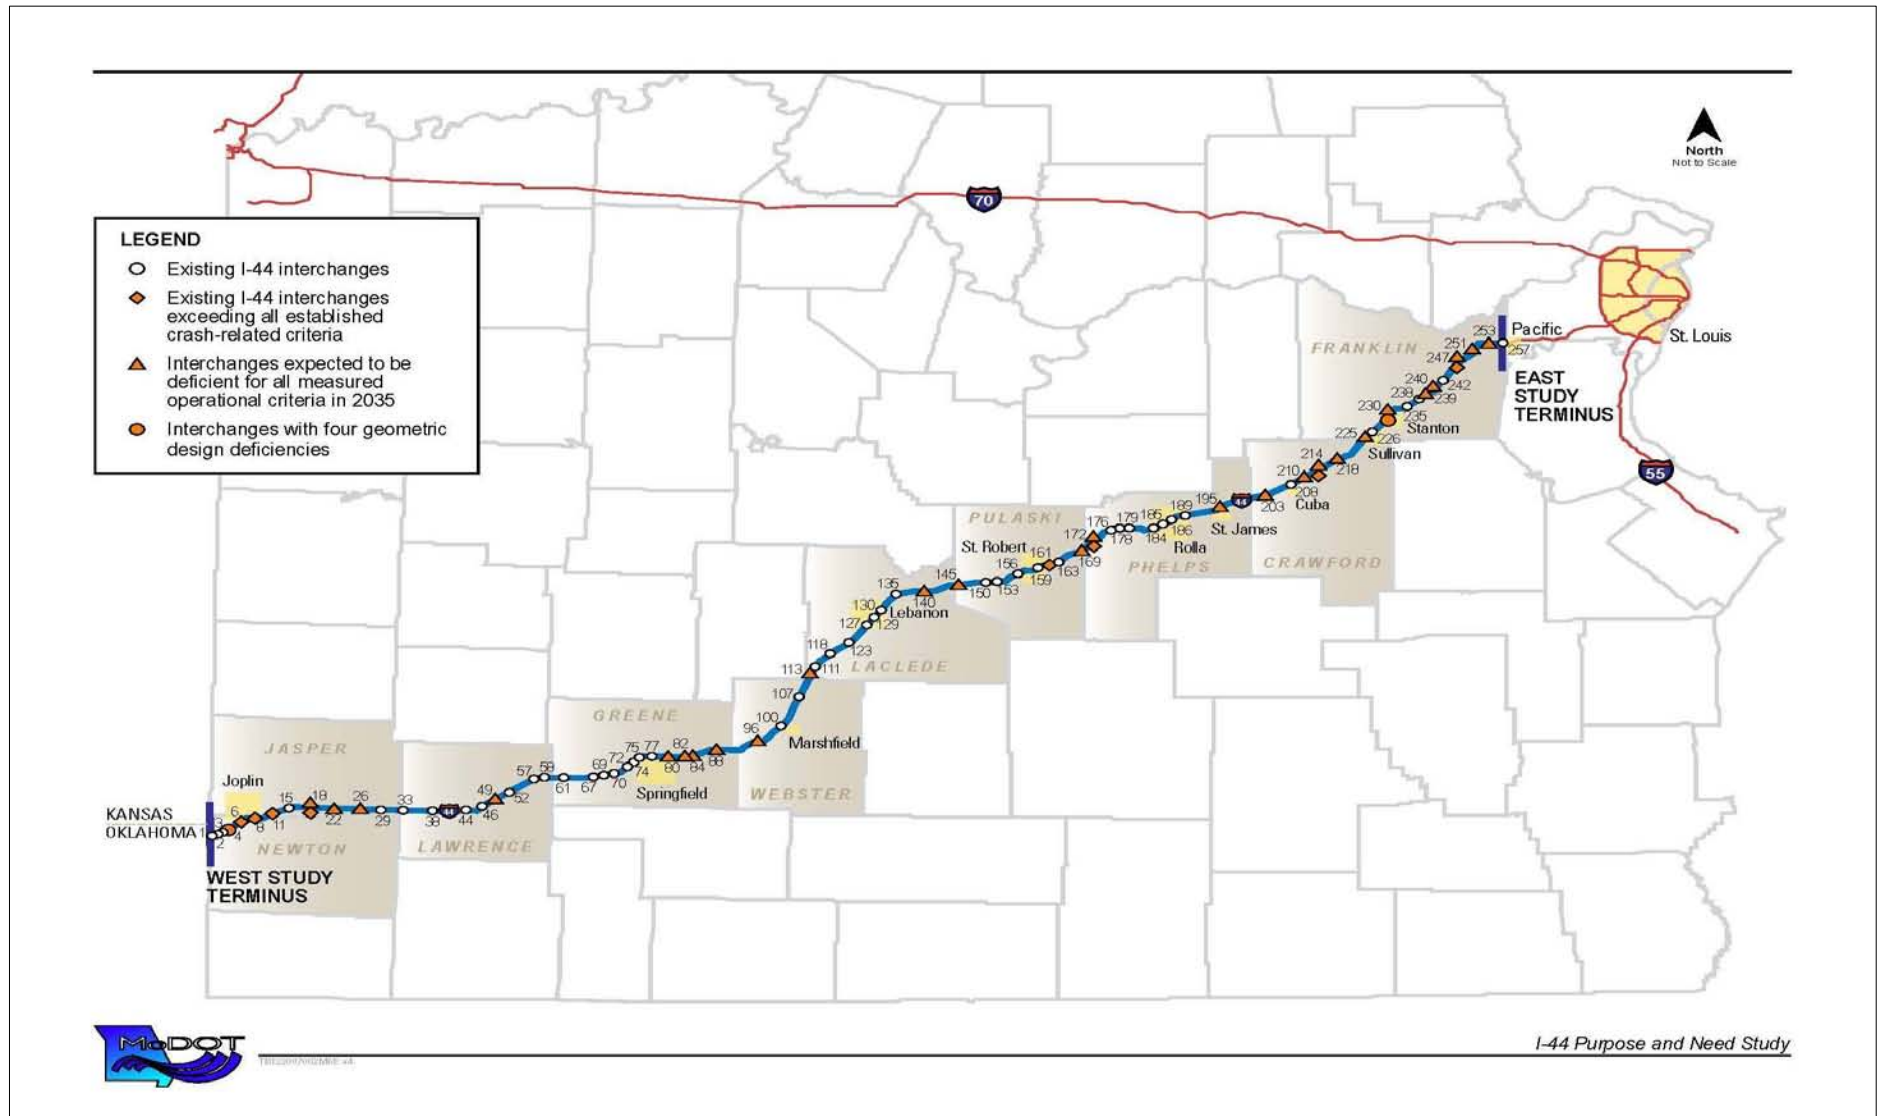 North
Not to Scale
70
LEGEND
Existing I-44 interchanges
Existing I-44 interchanges
exceeding all established
crash-related criteria
Interchanges expected to be
deficient for all measured
operational criteria in 2035
Interchanges with four geometric
design deficiencies
253
Pacific
251
257
St. Louis
FRANKLIN
247
EAST
STUDY
TERMINUS
240
242
238
239
230
235
Stanton
225
226
Sullivan
214
218
210
208
Cuba
55
195
44
203
189
185
186
184
St. James
Rolla
179
176
178
172
169
PHELPS
CRAWFORD
PULASKI
St. Robert
161
163
156
159
153
150
145
140
135
130
Lebanon
129
127
123
118
111
113
LACLEDE
107
100
Marshfield
96
WEBSTER
GREENE
88
84
82
80
77
75
74
72
70
69
67
Springfield
61
58
57
52
49
46
44
44
38
33
29
LAWRENCE
JASPER
Joplin
26
22
18
15
11
8
6
4
3
2
1
KANSAS
OKLAHOMA
NEWTON
WEST STUDY
TERMINUS
MoDOT
I-44 Purpose and Need Study